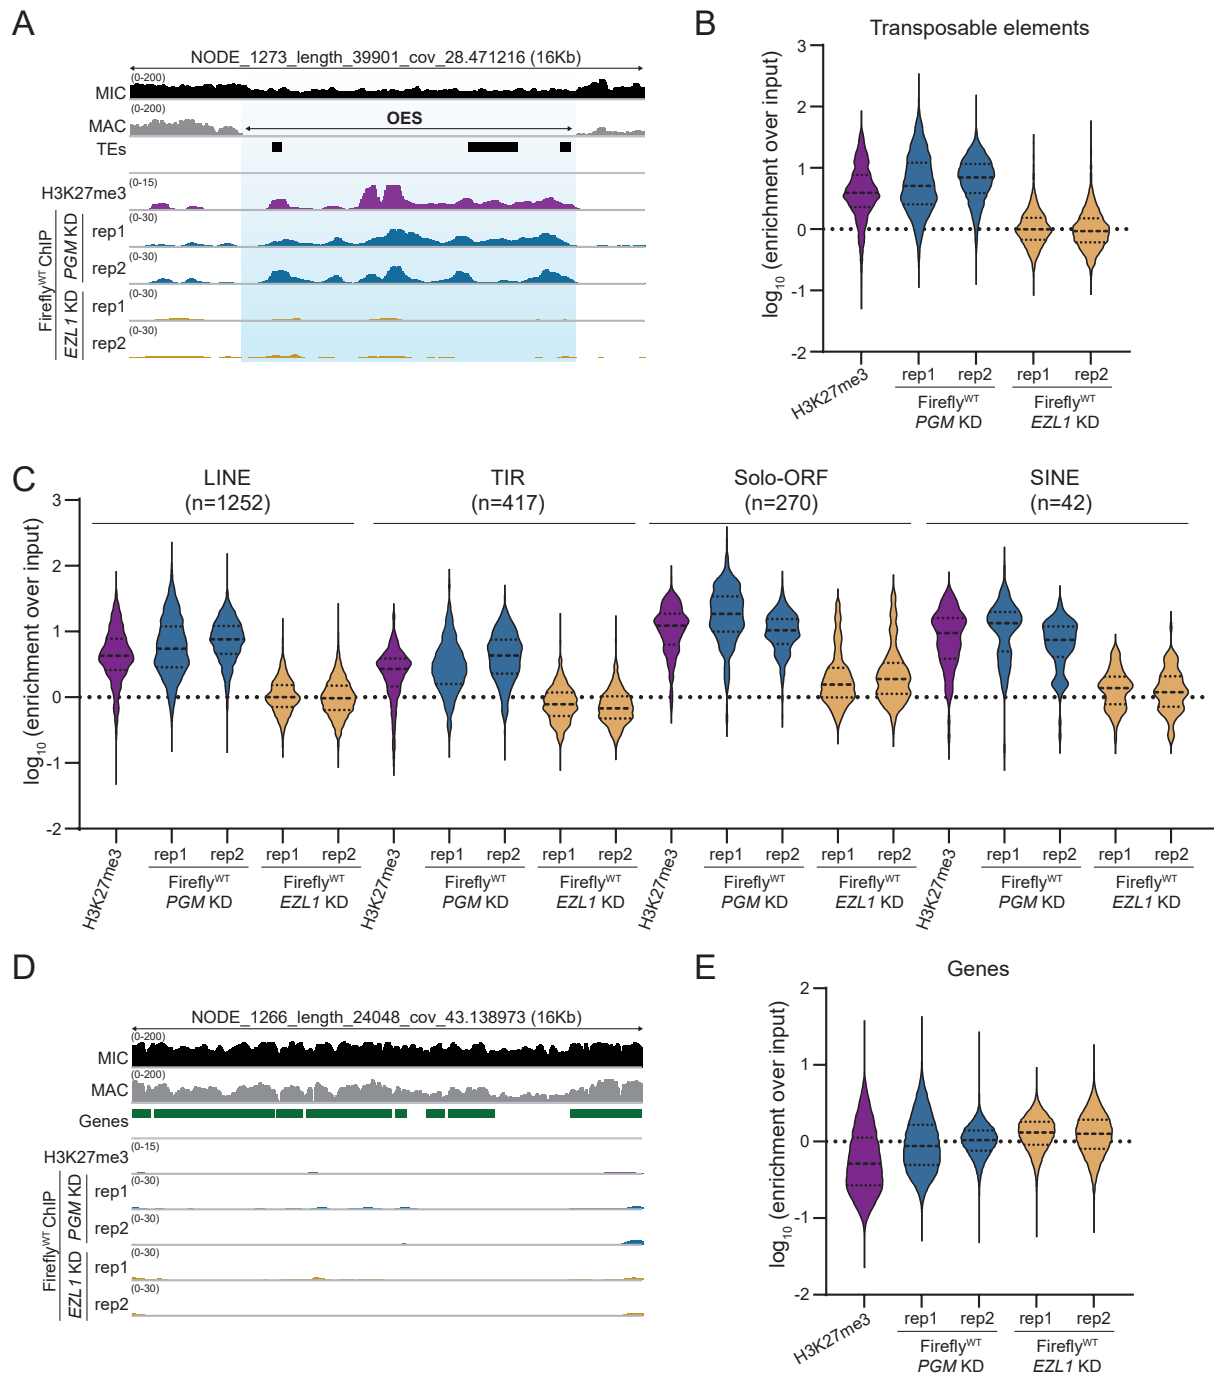 A
NODE_1273_length_39901_cov_28.471216 (16Kb)
(0-200)
MIC
(0-200)
MAC
OES
TEs
(0-15)
H3K27me3
Firefly^WT ChIP
PGM KD
(0-30)
rep1
(0-30)
rep2
EZL1 KD
(0-30)
rep1
(0-30)
rep2
B
Transposable elements
log10 (enrichment over input)
3
2
1
0
-1
-2
H3K27me3
rep1 rep2 rep1 rep2
Firefly^WT Firefly^WT
PGM KD EZL1 KD
C
LINE TIR Solo-ORF SINE
(n=1252) (n=417) (n=270) (n=42)
log10 (enrichment over input)
3
2
1
0
-1
-2
H3K27me3 rep1 rep2 rep1 rep2 H3K27me3 rep1 rep2 rep1 rep2 H3K27me3 rep1 rep2 rep1 rep2 H3K27me3 rep1 rep2 rep1 rep2
Firefly^WT Firefly^WT Firefly^WT Firefly^WT Firefly^WT Firefly^WT Firefly^WT Firefly^WT
PGM KD EZL1 KD PGM KD EZL1 KD PGM KD EZL1 KD PGM KD EZL1 KD
D
NODE_1266_length_24048_cov_43.138973 (16Kb)
(0-200)
MIC
(0-200)
MAC
Genes
(0-15)
H3K27me3
Firefly^WT ChIP
PGM KD
(0-30)
rep1
(0-30)
rep2
EZL1 KD
(0-30)
rep1
(0-30)
rep2
E
Genes
log10 (enrichment over input)
2
1
0
-1
-2
H3K27me3
rep1 rep2 rep1 rep2
Firefly^WT Firefly^WT
PGM KD EZL1 KD